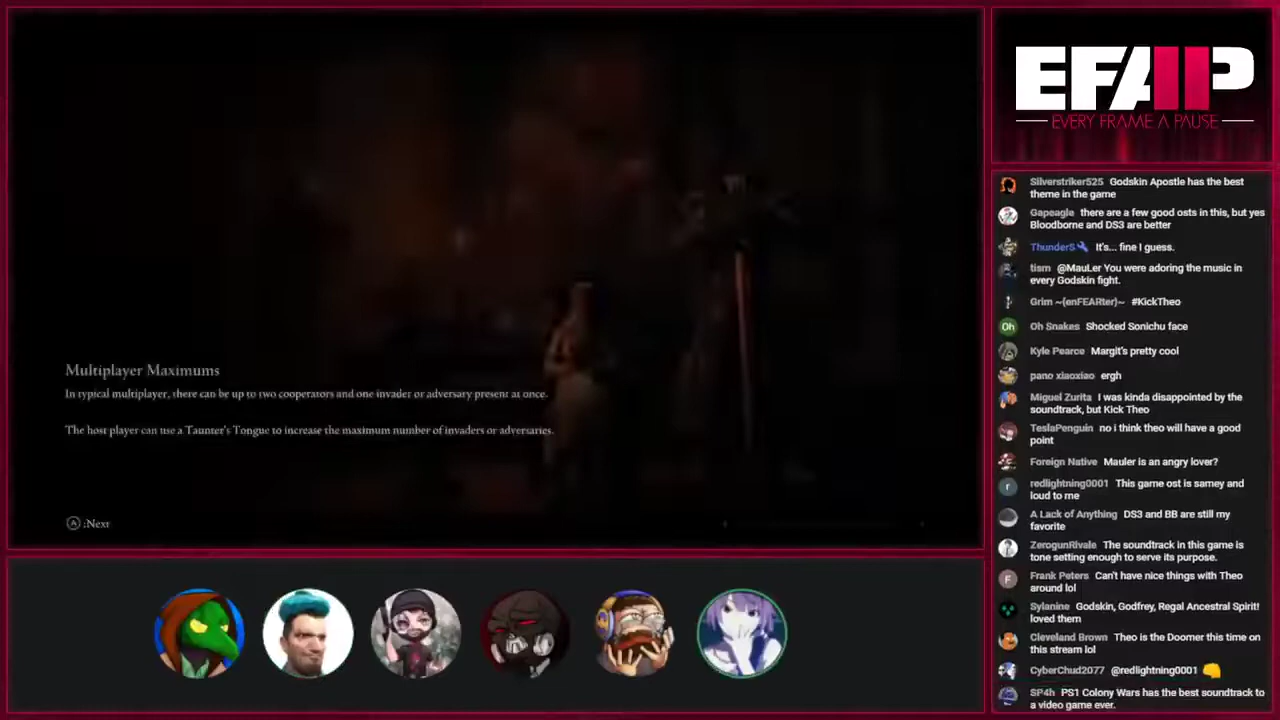 Multiplayer Maximums
In typical multiplayer, there can be up to two cooperators and one invader or adversary present at once.
The host player can use a Taunter's Tongue to increase the maximum number of invaders or adversaries.
A :Next
EFAP
EVERY FRAME A PAUSE
Silverstriker525 Godskin Apostle has the best
theme in the game
Gapeagle there are a few good osts in this, but yes
Bloodborne and DS3 are better
ThunderS It's... fine I guess.
tism @MauLer You were adoring the music in
every Godskin fight.
Grim ~(enFEARter)~ #KickTheo
Oh
Oh Snakes Shocked Sonichu face
Kyle Pearce Margit's pretty cool
pano xiaoxiao ergh
Miguel Zurita I was kinda disappointed by the
soundtrack, but Kick Theo
TeslaPenguin no i think theo will have a good
point
Foreign Native Mauler is an angry lover?
r
redlightning0001 This game ost is samey and
loud to me
A Lack of Anything DS3 and BB are still my
favorite
ZerogunRivale The soundtrack in this game is
tone setting enough to serve its purpose.
F
Frank Peters Can't have nice things with Theo
around lol
Sylanine Godskin, Godfrey, Regal Ancestral Spirit!
loved them
Cleveland Brown Theo is the Doomer this time on
this stream lol
CyberChud2077 @redlightning0001 👊
SP4h PS1 Colony Wars has the best soundtrack to
a video game ever.